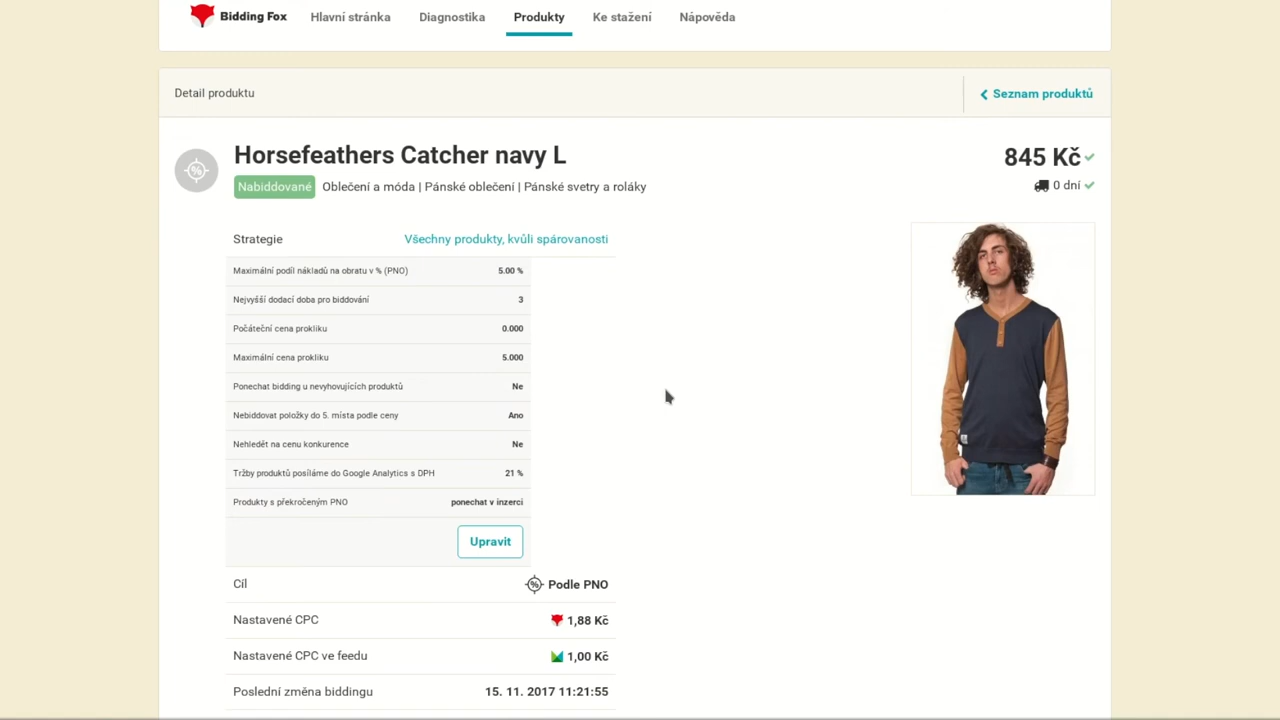 Bidding Fox Hlavní stránka Diagnostika Produkty Ke stažení Nápověda
Detail produktu Seznam produktů
Horsefeathers Catcher navy L 845 Kč
Nabiddované Oblečení a móda | Pánské oblečení | Pánské svetry a roláky 0 dní
Strategie Všechny produkty, kvůli spárovanosti
Maximální podíl nákladů na obratu v % (PNO) 5.00 %
Nejvyšší dodací doba pro biddování 3
Počáteční cena prokliku 0.000
Maximální cena prokliku 5.000
Ponechat bidding u nevyhovujících produktů Ne
Nebiddovat položky do 5. místa podle ceny Ano
Nehledět na cenu konkurence Ne
Tržby produktů posíláme do Google Analytics s DPH 21 %
Produkty s překročeným PNO ponechat v inzerci
Upravit
Cíl % Podle PNO
Nastavené CPC 1,88 Kč
Nastavené CPC ve feedu 1,00 Kč
Poslední změna biddingu 15. 11. 2017 11:21:55